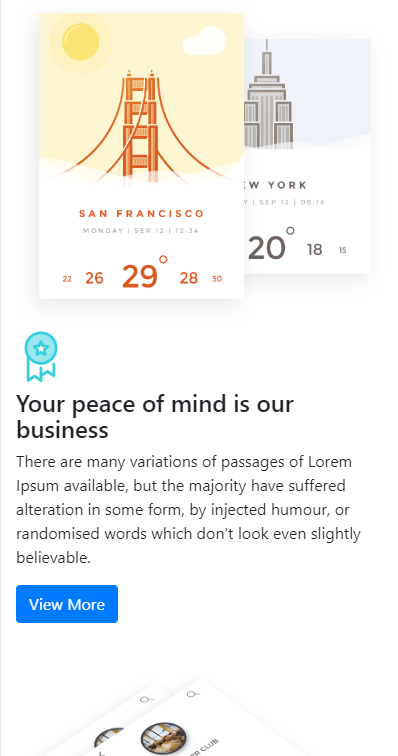 SAN FRANCISCO
MONDAY | SEP 12 | 12:34
22 26 29° 28 30
EW YORK
Y | SEP 12 | 08:16
20° 18 15
Your peace of mind is our
business
There are many variations of passages of Lorem
Ipsum available, but the majority have suffered
alteration in some form, by injected humour, or
randomised words which don't look even slightly
believable.
View More
CLUB